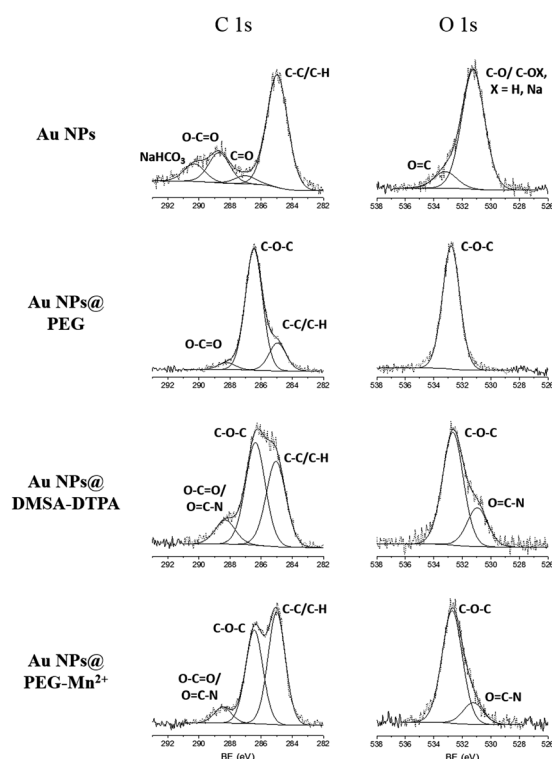 C 1s
O 1s
Au NPs
NaHCO3
O-C=O
C=O
C-C/C-H
292 290 288 286 284 282
O=C
C-O/ C-OX,
X = H, Na
538 536 534 532 530 528 526
Au NPs@
PEG
O-C=O
C-O-C
C-C/C-H
292 290 288 286 284 282
C-O-C
538 536 534 532 530 528 526
Au NPs@
DMSA-DTPA
O-C=O/
O=C-N
C-O-C
C-C/C-H
292 290 288 286 284 282
C-O-C
O=C-N
538 536 534 532 530 528 526
Au NPs@
PEG-Mn2+
O-C=O/
O=C-N
C-O-C
C-C/C-H
292 290 288 286 284 282
BE (eV)
C-O-C
O=C-N
538 536 534 532 530 528 526
BE (eV)